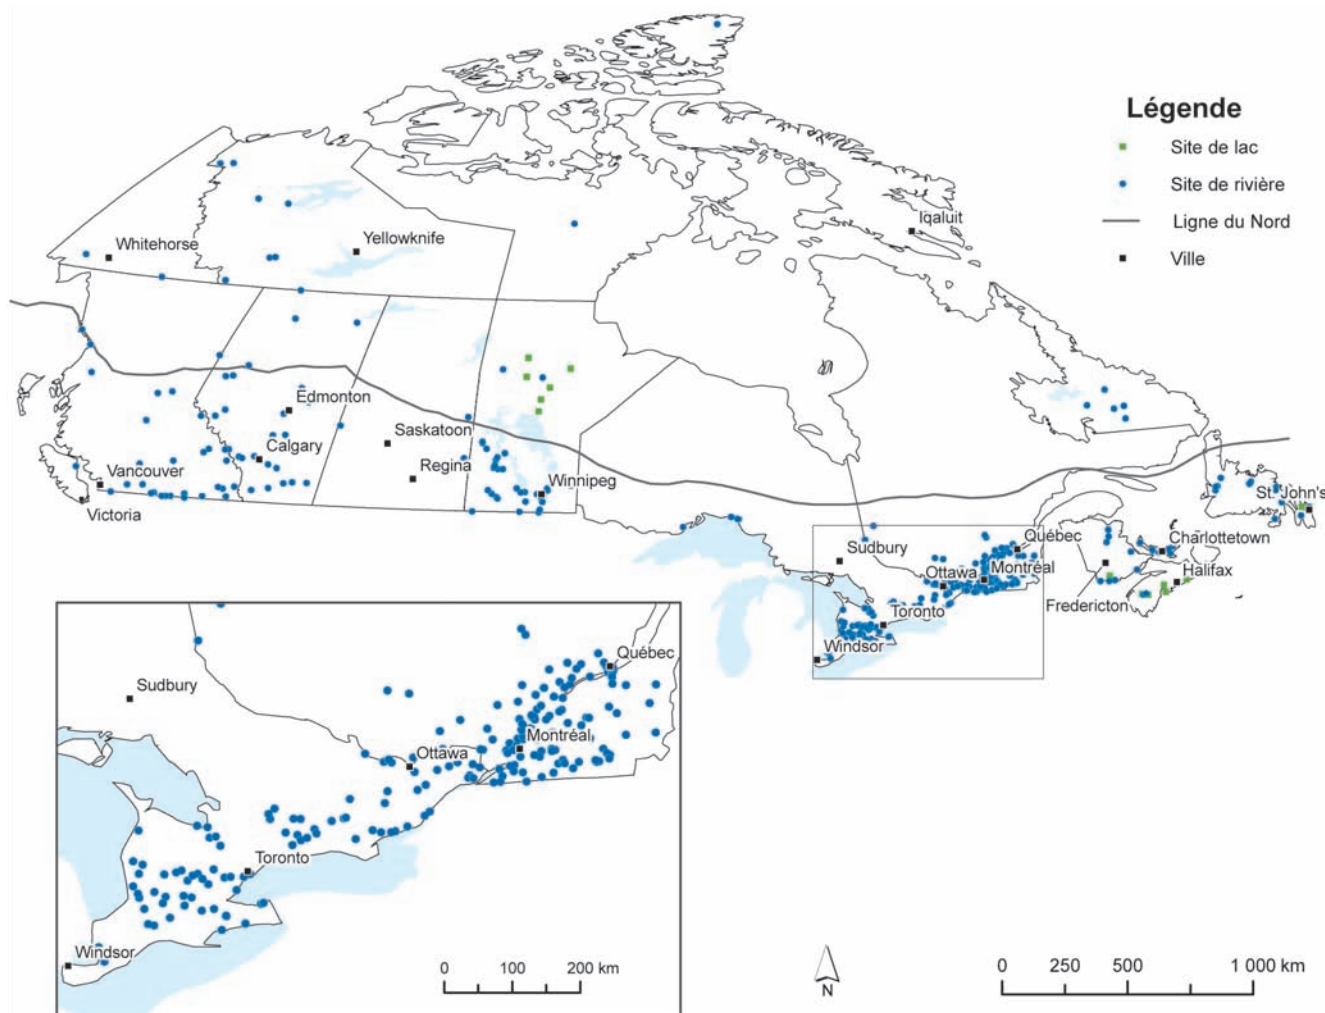 Légende
Site de lac
Site de rivière
Ligne du Nord
Ville
Iqaluit
Whitehorse
Yellowknife
Edmonton
Saskatoon
Calgary
Vancouver
Regina
Winnipeg
Victoria
St. John's
Québec
Charlottetown
Sudbury
Ottawa
Montréal
Halifax
Fredericton
Toronto
Windsor
Québec
Sudbury
Montréal
Ottawa
Toronto
Windsor
0 100 200 km
N
0 250 500 1 000 km